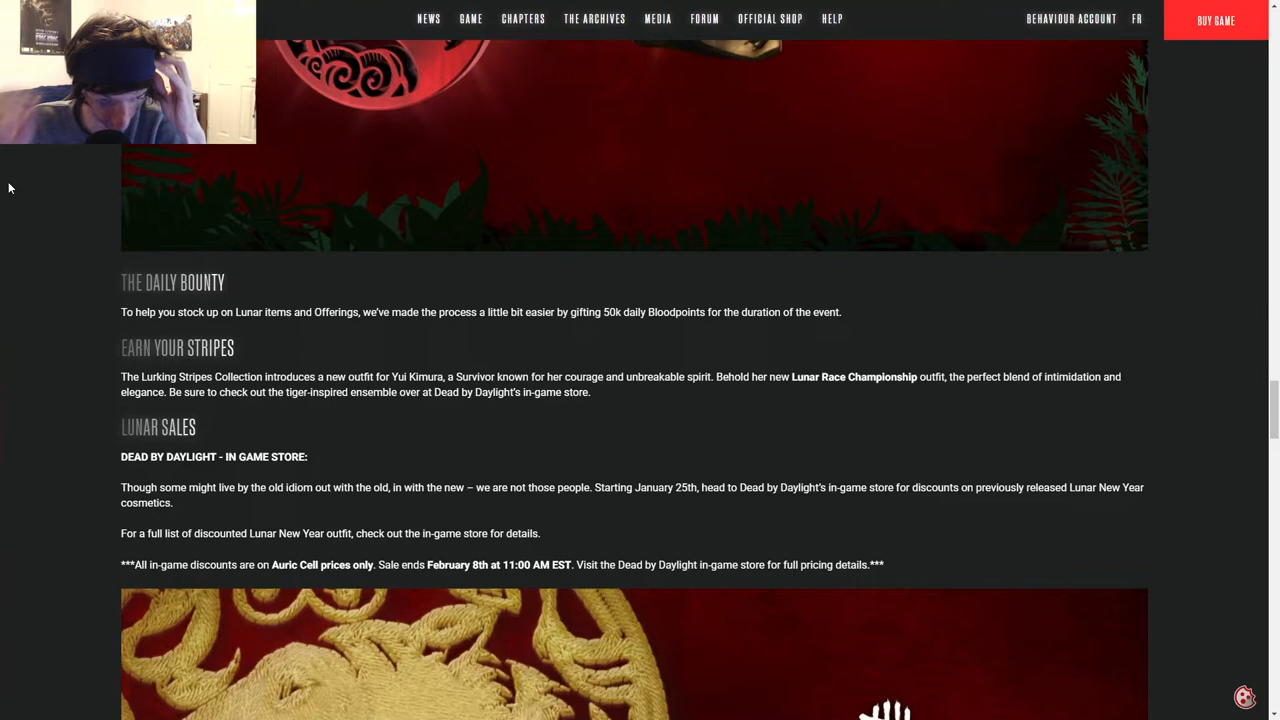 NEWS GAME CHAPTERS THE ARCHIVES MEDIA FORUM OFFICIAL SHOP HELP BEHAVIOUR ACCOUNT FR BUY GAME
THE DAILY BOUNTY
To help you stock up on Lunar items and Offerings, we've made the process a little bit easier by gifting 50k daily Bloodpoints for the duration of the event.
EARN YOUR STRIPES
The Lurking Stripes Collection introduces a new outfit for Yui Kimura, a Survivor known for her courage and unbreakable spirit. Behold her new Lunar Race Championship outfit, the perfect blend of intimidation and
elegance. Be sure to check out the tiger-inspired ensemble over at Dead by Daylight's in-game store.
LUNAR SALES
DEAD BY DAYLIGHT - IN GAME STORE:
Though some might live by the old idiom out with the old, in with the new – we are not those people. Starting January 25th, head to Dead by Daylight's in-game store for discounts on previously released Lunar New Year
cosmetics.
For a full list of discounted Lunar New Year outfit, check out the in-game store for details.
***All in-game discounts are on Auric Cell prices only. Sale ends February 8th at 11:00 AM EST. Visit the Dead by Daylight in-game store for full pricing details.***